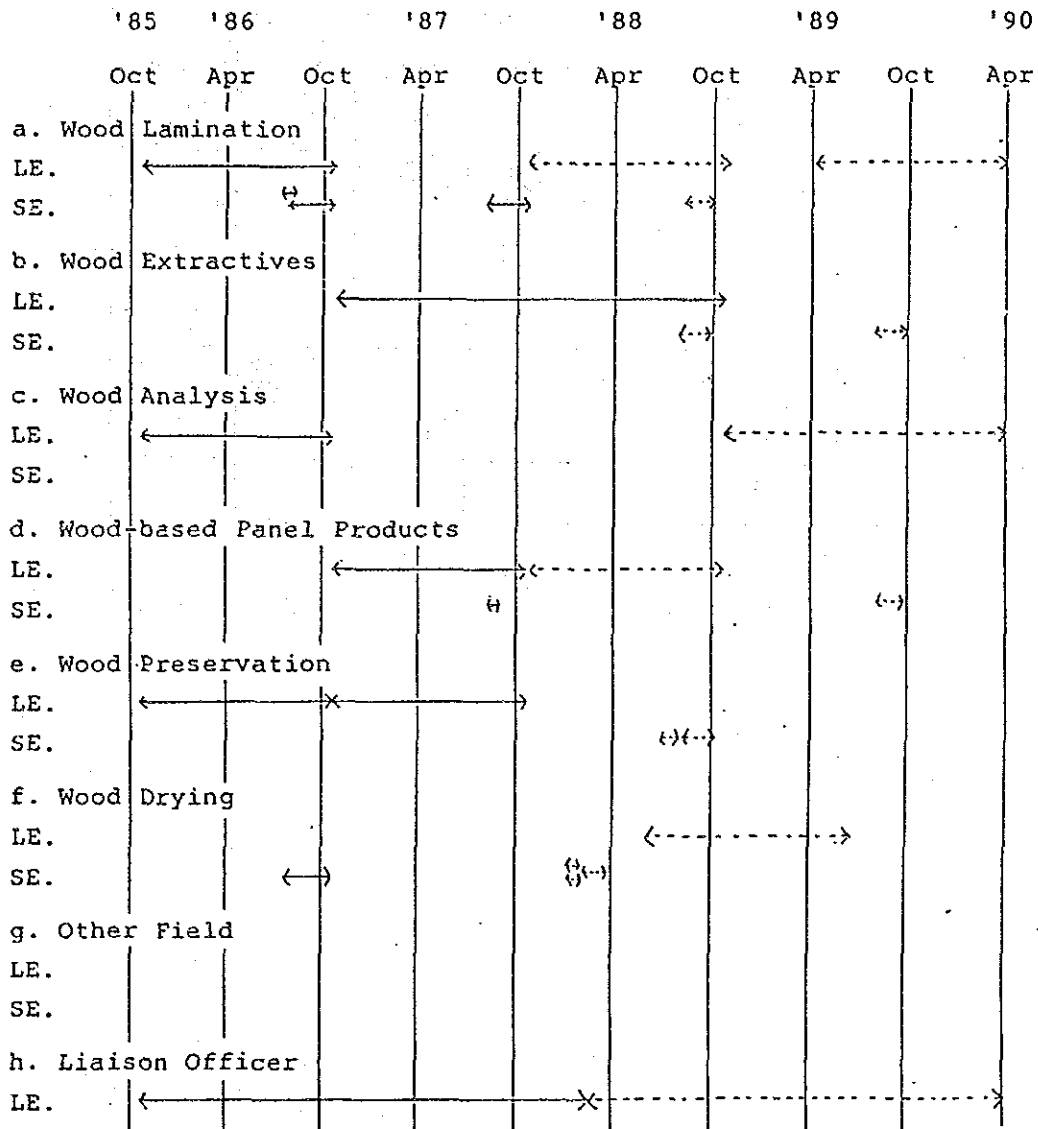 '85 '86 '87 '88 '89 '90
Oct Apr Oct Apr Oct Apr Oct Apr Oct Apr
a. Wood Lamination
LE.
SE.
b. Wood Extractives
LE.
SE.
c. Wood Analysis
LE.
SE.
d. Wood-based Panel Products
LE.
SE.
e. Wood Preservation
LE.
SE.
f. Wood Drying
LE.
SE.
g. Other Field
LE.
SE.
h. Liaison Officer
LE.